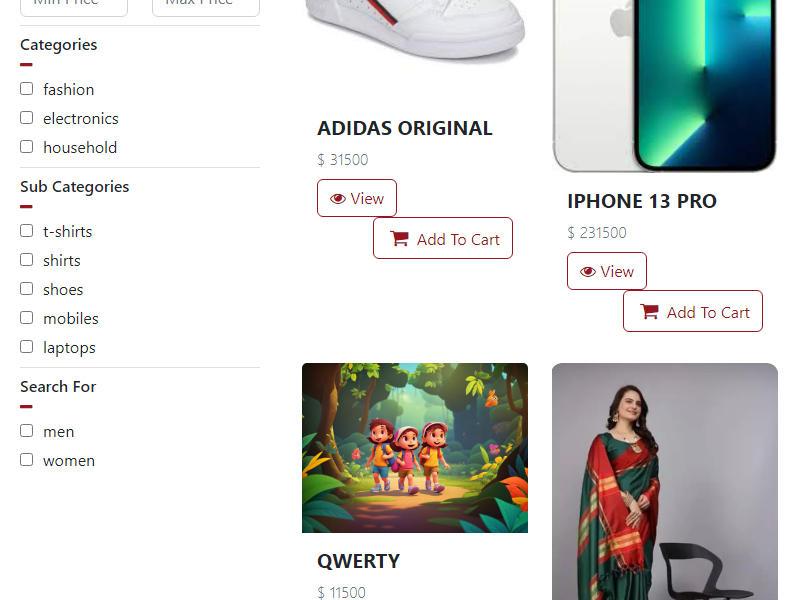 Min Price
Max Price
Categories
fashion
electronics
household
Sub Categories
t-shirts
shirts
shoes
mobiles
laptops
Search For
men
women
ADIDAS ORIGINAL
$ 31500
View
Add To Cart
IPHONE 13 PRO
$ 231500
View
Add To Cart
QWERTY
$ 11500